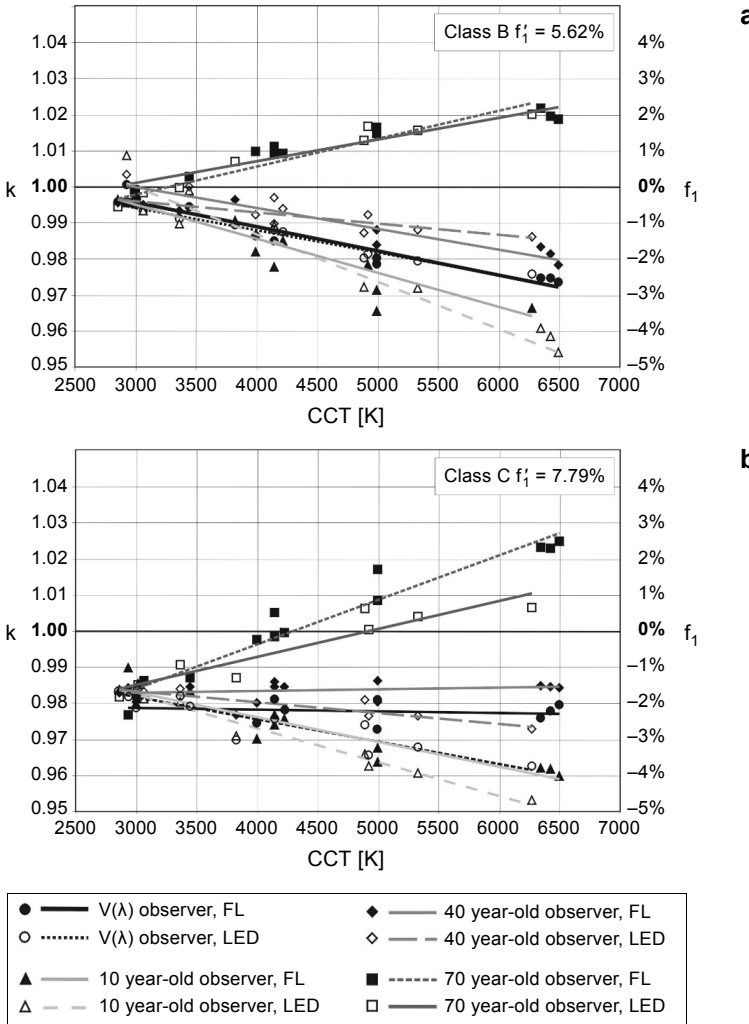 a
Class B f′₁ = 5.62%
1.04 4%
1.03 3%
1.02 2%
1.01 1%
k 1.00 0% f₁
0.99 –1%
0.98 –2%
0.97 –3%
0.96 –4%
0.95 –5%
2500 3000 3500 4000 4500 5000 5500 6000 6500 7000
CCT [K]
b
Class C f′₁ = 7.79%
1.04 4%
1.03 3%
1.02 2%
1.01 1%
k 1.00 0% f₁
0.99 –1%
0.98 –2%
0.97 –3%
0.96 –4%
0.95 –5%
2500 3000 3500 4000 4500 5000 5500 6000 6500 7000
CCT [K]
V(λ) observer, FL
V(λ) observer, LED
10 year-old observer, FL
10 year-old observer, LED
40 year-old observer, FL
40 year-old observer, LED
70 year-old observer, FL
70 year-old observer, LED